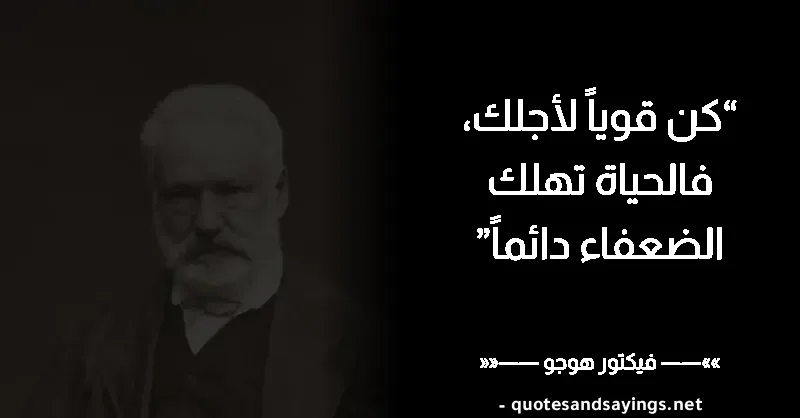 “كن قوياً لأجلك،
فالحياة تهلك
الضعفاء دائماً”
»»—— فيكتور هوجو ——««
- quotesandsayings.net